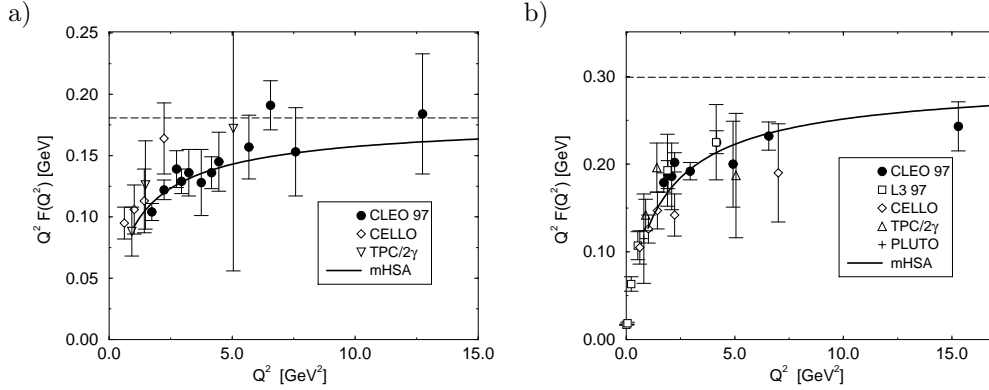 a)
0.25
0.20
0.15
0.10
0.05
0.00
Q² F(Q²) [GeV]
CLEO 97
CELLO
TPC/2γ
mHSA
0.0 5.0 10.0 15.0
Q² [GeV²]
b)
0.30
0.20
0.10
0.00
Q² F(Q²) [GeV]
CLEO 97
L3 97
CELLO
TPC/2γ
PLUTO
mHSA
0.0 5.0 10.0 15.0
Q² [GeV²]